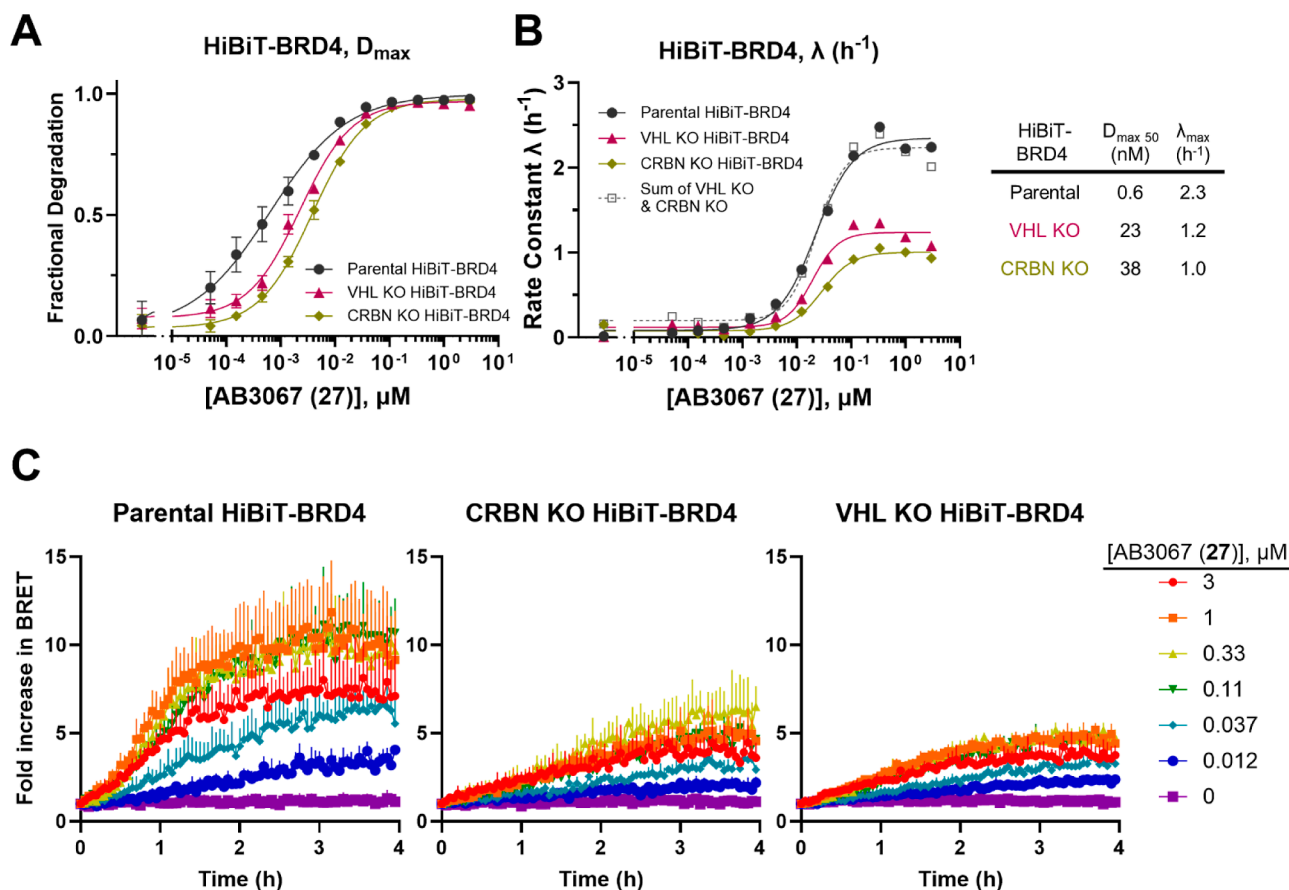 A
HiBiT-BRD4, Dmax
Fractional Degradation
1.0
0.5
0.0
Parental HiBiT-BRD4
VHL KO HiBiT-BRD4
CRBN KO HiBiT-BRD4
10⁻⁵ 10⁻⁴ 10⁻³ 10⁻² 10⁻¹ 10⁰ 10¹
[AB3067 (27)], µM
B
HiBiT-BRD4, λ (h⁻¹)
Rate Constant λ (h⁻¹)
3
2
1
0
Parental HiBiT-BRD4
VHL KO HiBiT-BRD4
CRBN KO HiBiT-BRD4
Sum of VHL KO
& CRBN KO
10⁻⁵ 10⁻⁴ 10⁻³ 10⁻² 10⁻¹ 10⁰ 10¹
[AB3067 (27)], µM
HiBiT-BRD4 Dmax 50 (nM) λmax (h⁻¹)
Parental 0.6 2.3
VHL KO 23 1.2
CRBN KO 38 1.0
C
Parental HiBiT-BRD4
Fold increase in BRET
15
10
5
0
0 1 2 3 4
Time (h)
CRBN KO HiBiT-BRD4
15
10
5
0
0 1 2 3 4
Time (h)
VHL KO HiBiT-BRD4
15
10
5
0
0 1 2 3 4
Time (h)
[AB3067 (27)], µM
3
1
0.33
0.11
0.037
0.012
0